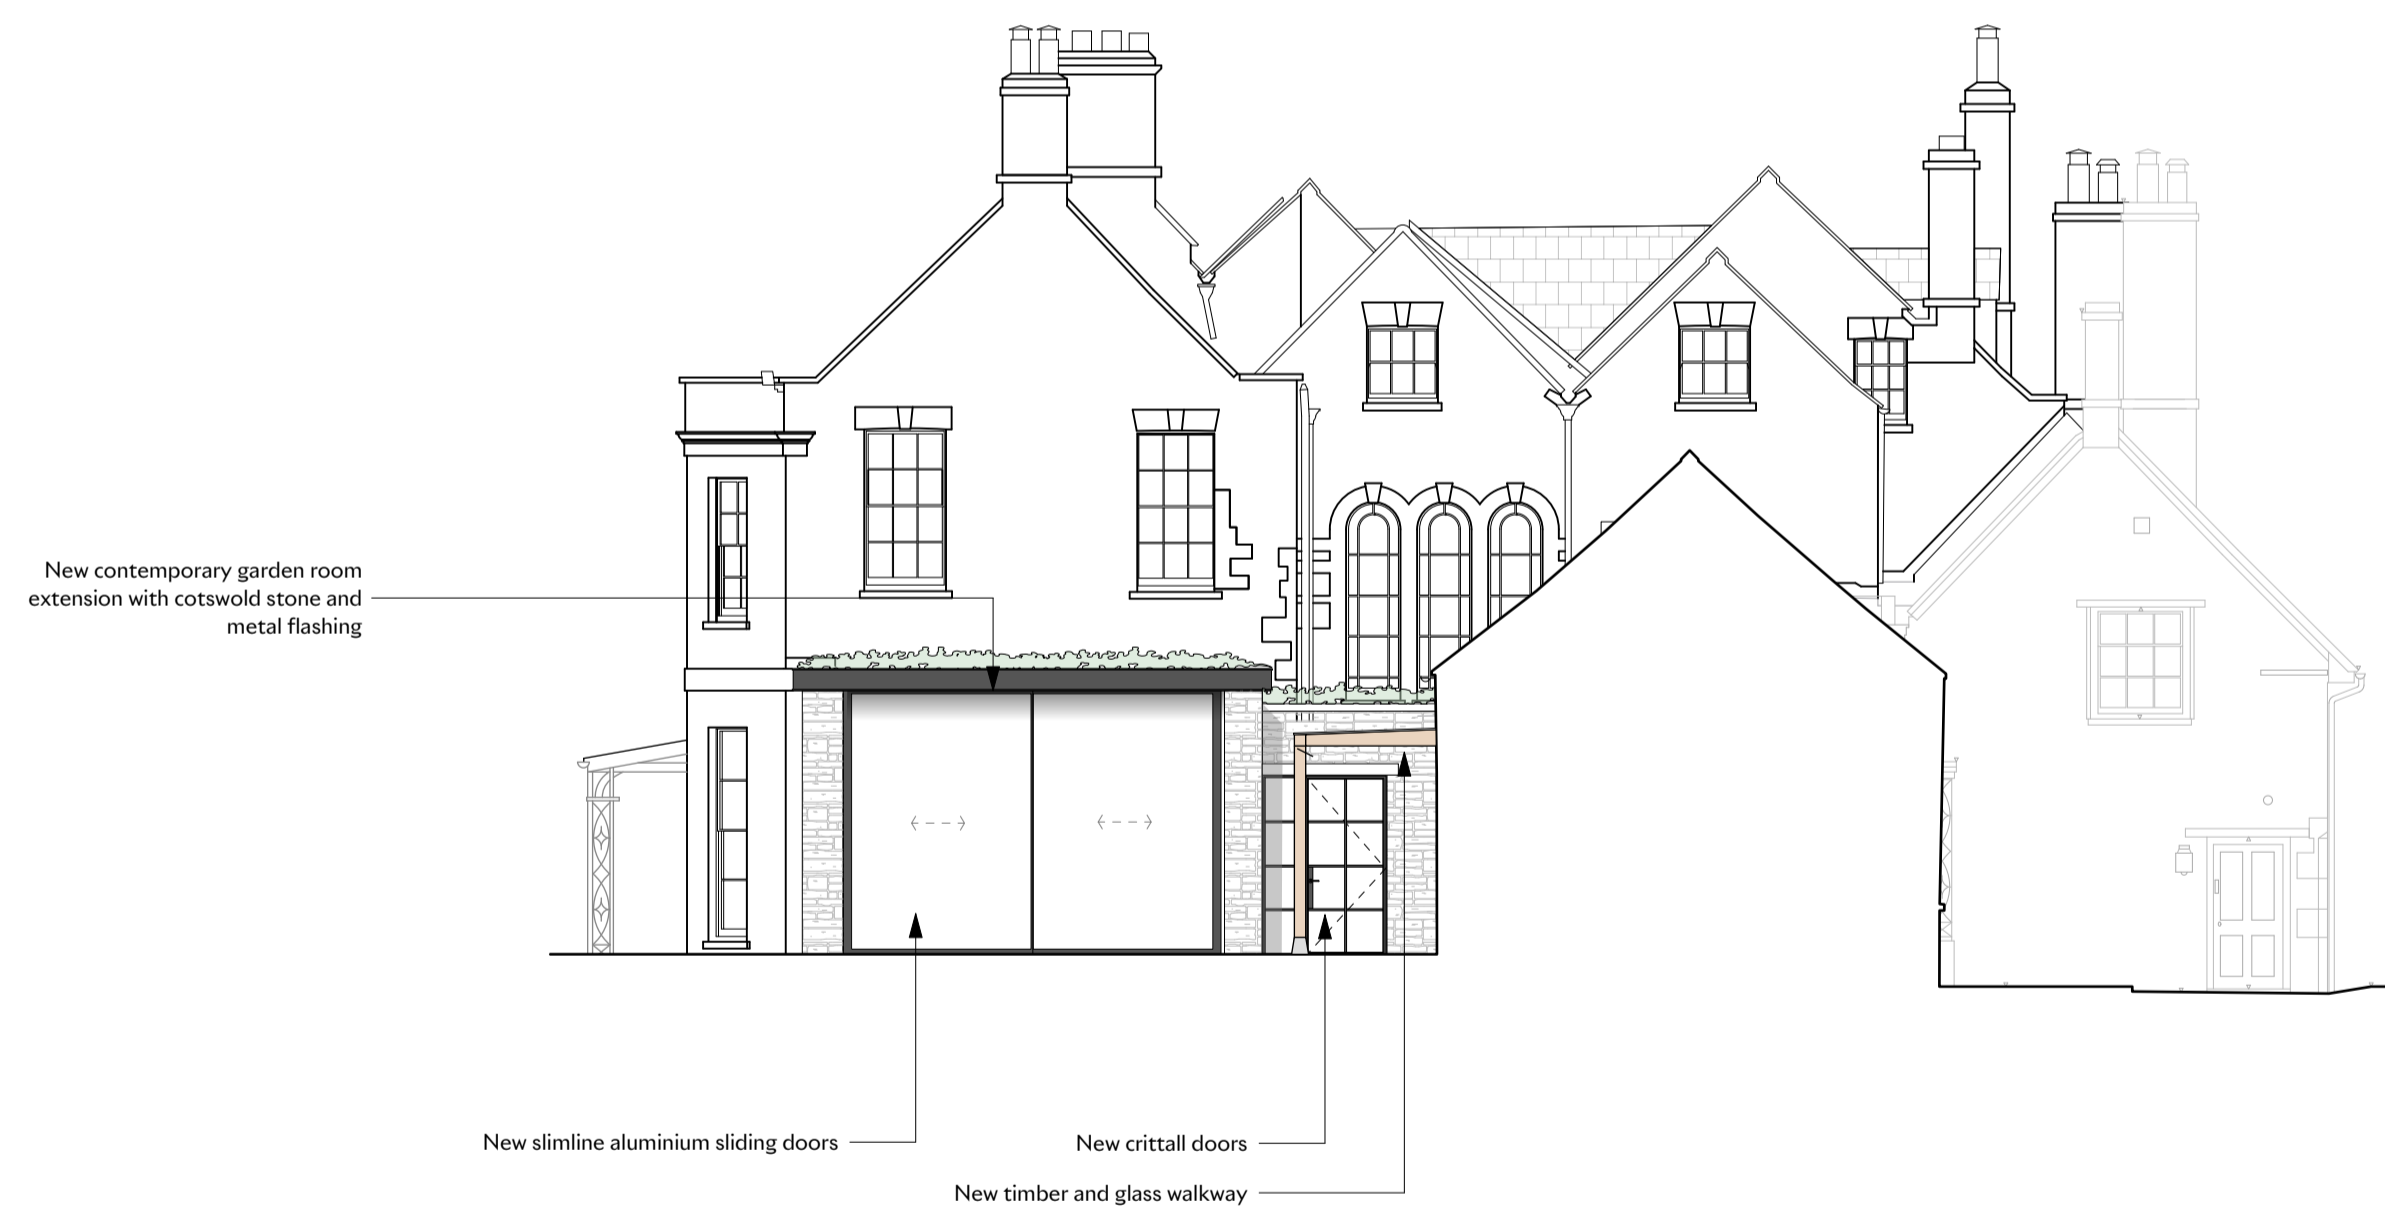 New contemporary garden room
extension with cotswold stone and
metal flashing
New slimline aluminium sliding doors
New crittall doors
New timber and glass walkway